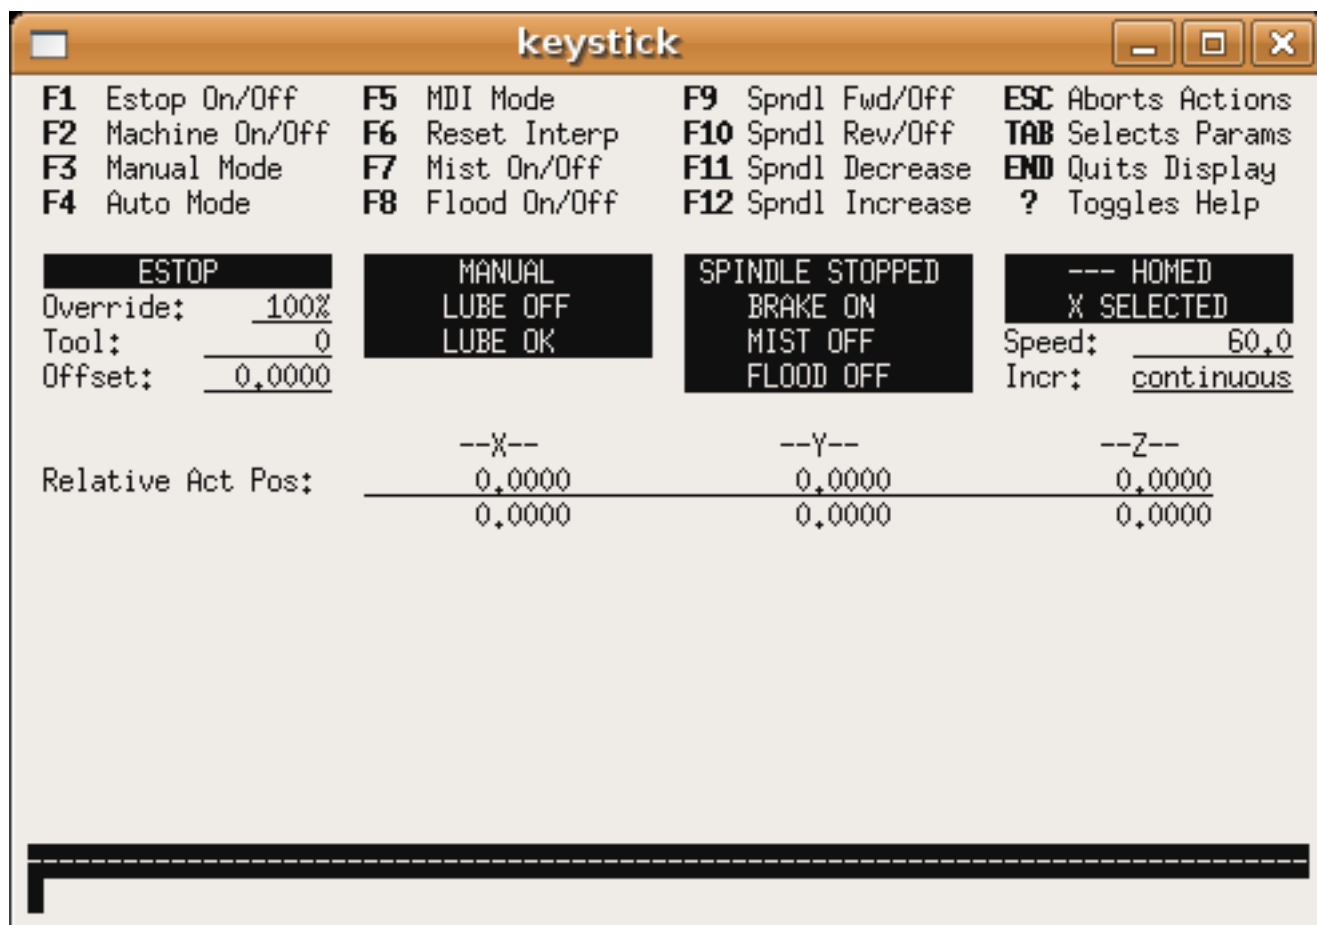 keystick
F1 Estop On/Off F5 MDI Mode F9 Spndl Fwd/Off ESC Aborts Actions
F2 Machine On/Off F6 Reset Interp F10 Spndl Rev/Off TAB Selects Params
F3 Manual Mode F7 Mist On/Off F11 Spndl Decrease END Quits Display
F4 Auto Mode F8 Flood On/Off F12 Spndl Increase ? Toggles Help
ESTOP MANUAL SPINDLE STOPPED --- HOMED
Override: 100% LUBE OFF BRAKE ON X SELECTED
Tool: 0 LUBE OK MIST OFF Speed: 60.0
Offset: 0.0000 FLOOD OFF Incr: continuous
--X-- --Y-- --Z--
Relative Act Pos: 0.0000 0.0000 0.0000
0.0000 0.0000 0.0000
--------------------------------------------------------------------------------